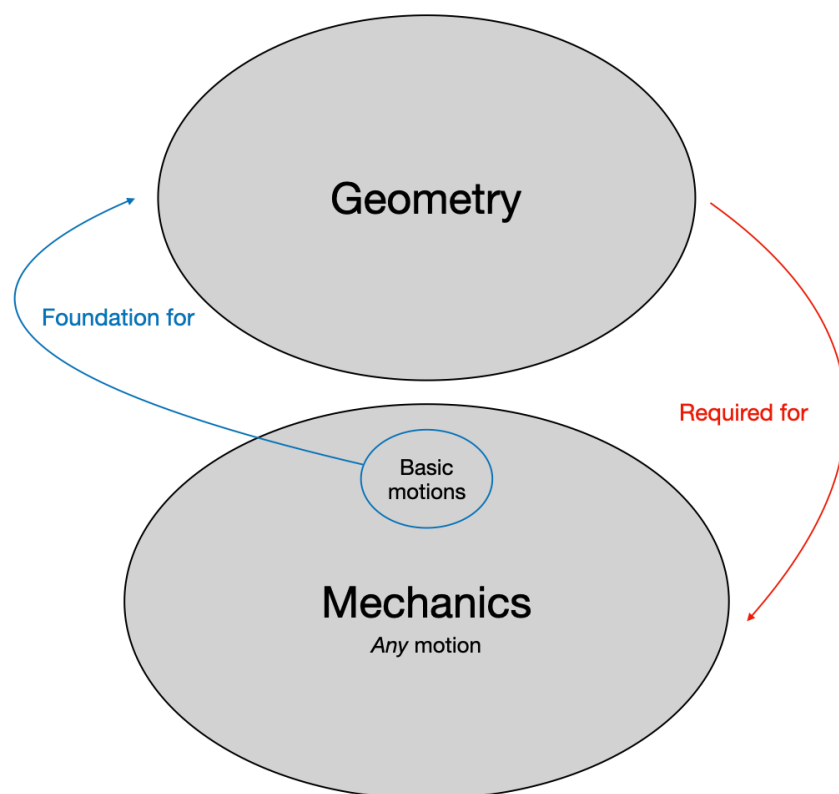 Geometry
Foundation for
Required for
Basic
motions
Mechanics
Any motion